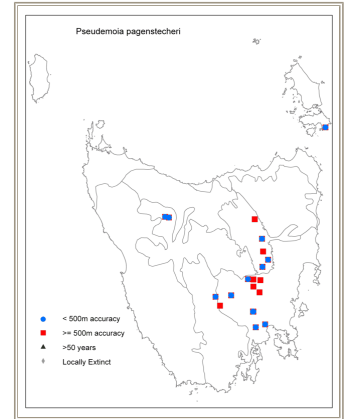 Pseudemoia pagenstecheri
< 500m accuracy
>= 500m accuracy
>50 years
Locally Extinct